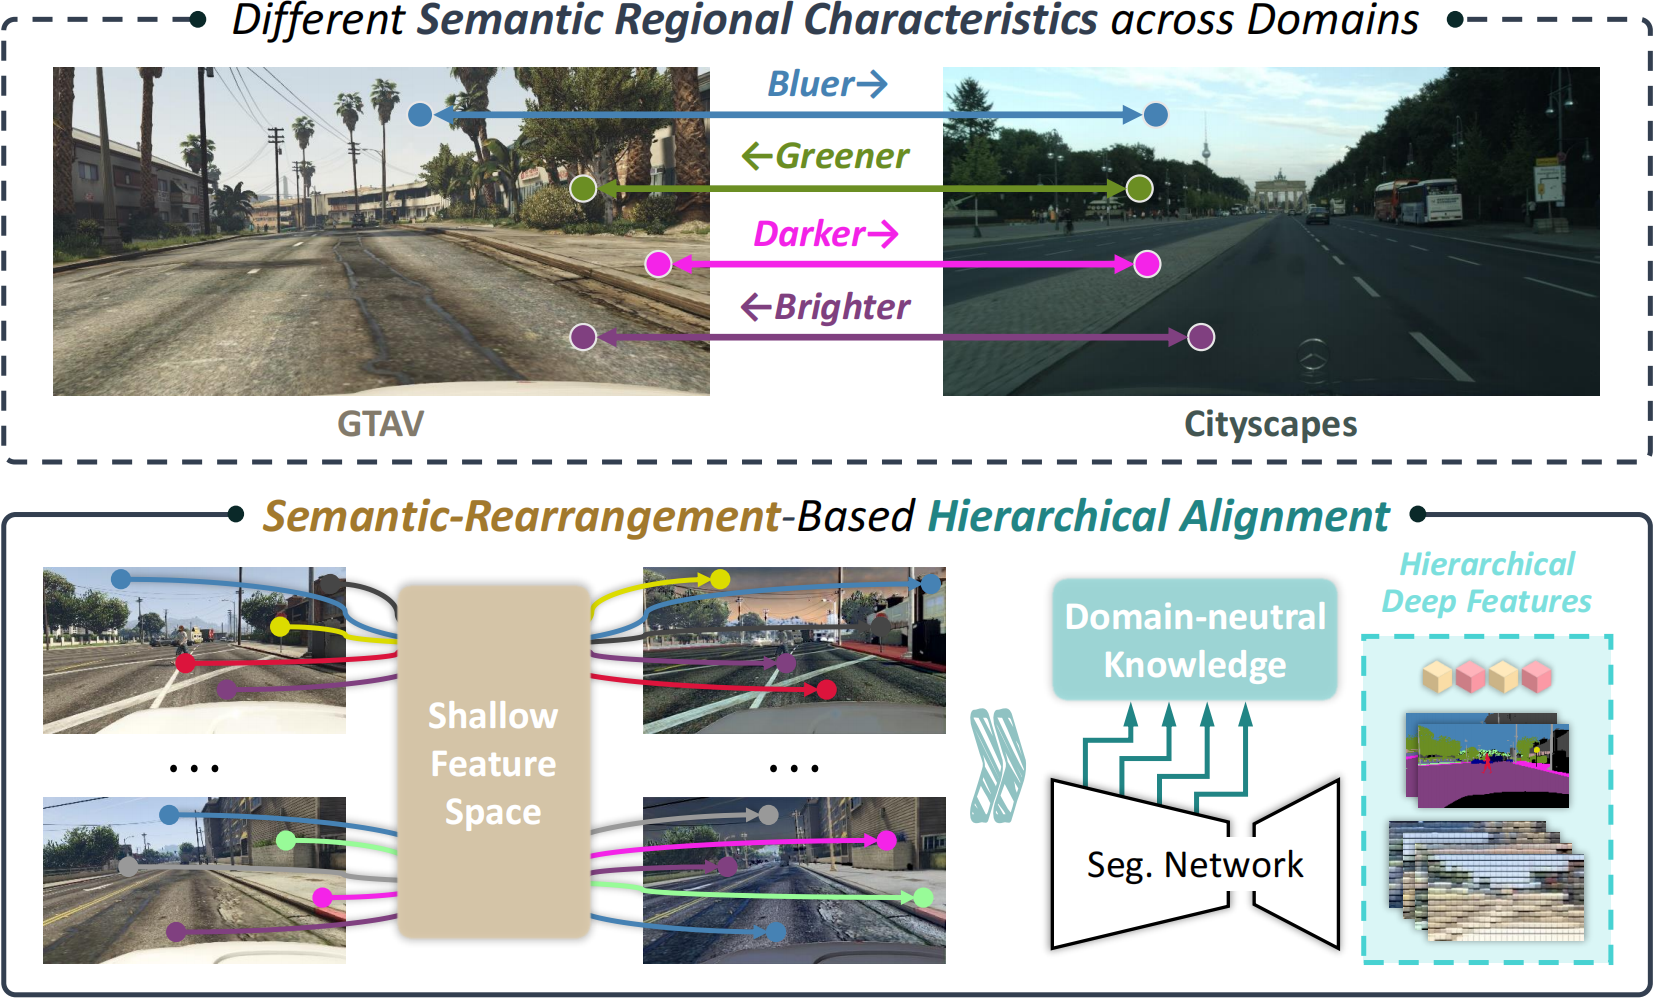 Different Semantic Regional Characteristics across Domains
Bluer→
←Greener
Darker→
←Brighter
GTAV
Cityscapes
Semantic-Rearrangement-Based Hierarchical Alignment
Shallow
Feature
Space
...
...
Domain-neutral
Knowledge
Seg. Network
Hierarchical
Deep Features